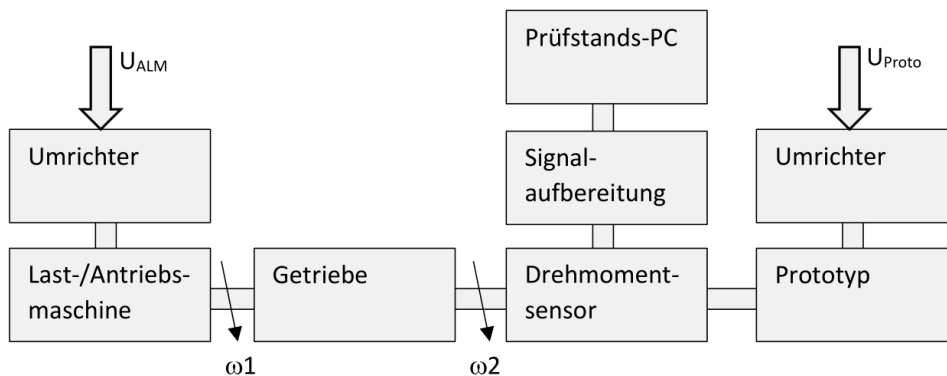 Prüfstands-PC
U_ALM
U_Proto
Umrichter
Signal-
aufbereitung
Umrichter
Last-/Antriebs-
maschine
Getriebe
Drehmoment-
sensor
Prototyp
ω1
ω2